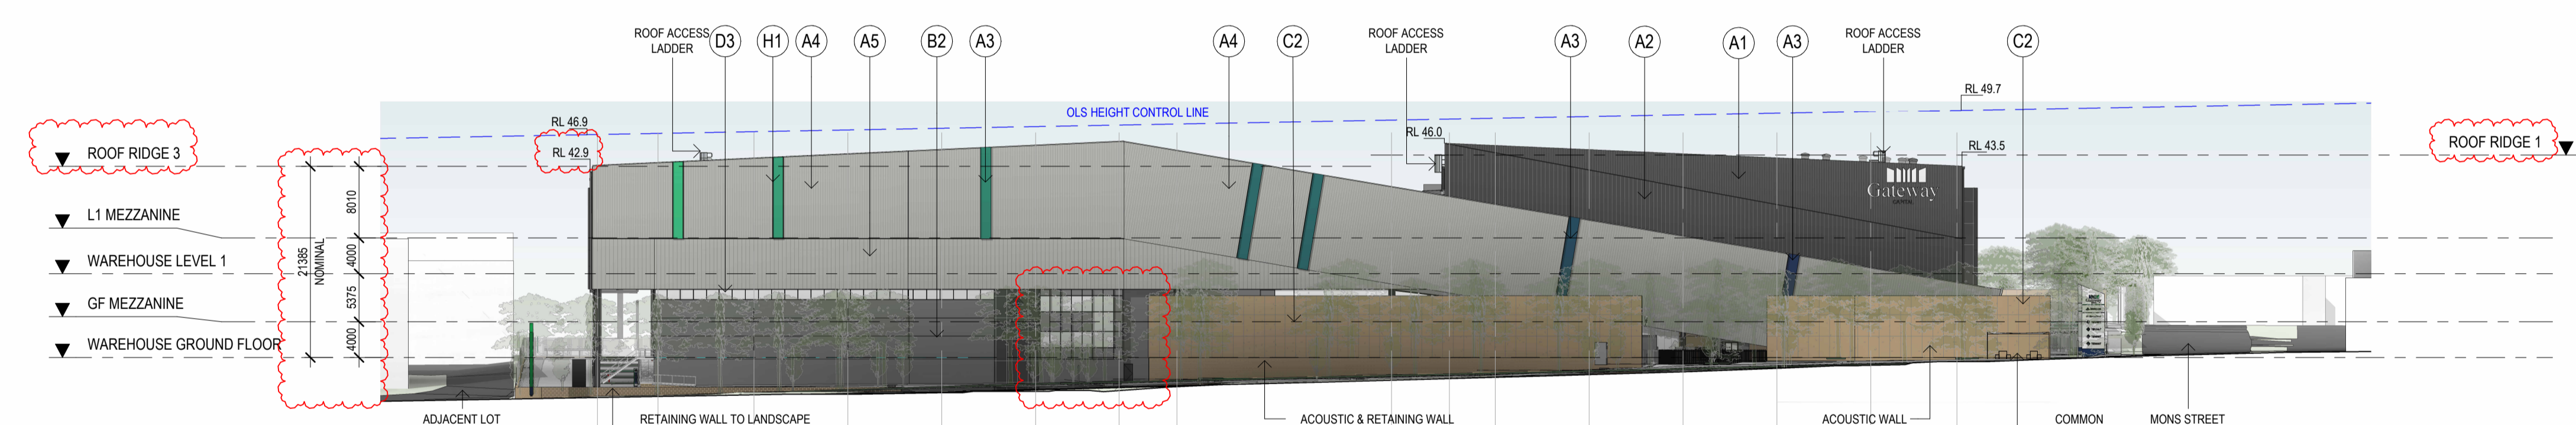 ROOF ACCESS
LADDER
D3
H1
A4
A5
B2
A3
A4
C2
ROOF ACCESS
LADDER
A3
A2
A1
A3
ROOF ACCESS
LADDER
C2
OLS HEIGHT CONTROL LINE
RL 49.7
RL 46.9
RL 46.0
RL 42.9
RL 43.5
ROOF RIDGE 3
ROOF RIDGE 1
Gateway
CAPITAL
L1 MEZZANINE
WAREHOUSE LEVEL 1
GF MEZZANINE
WAREHOUSE GROUND FLOOR
21385
NOMINAL
8010
4000
5375
4000
ADJACENT LOT
RETAINING WALL TO LANDSCAPE
ACOUSTIC & RETAINING WALL
ACOUSTIC WALL
COMMON
MONS STREET